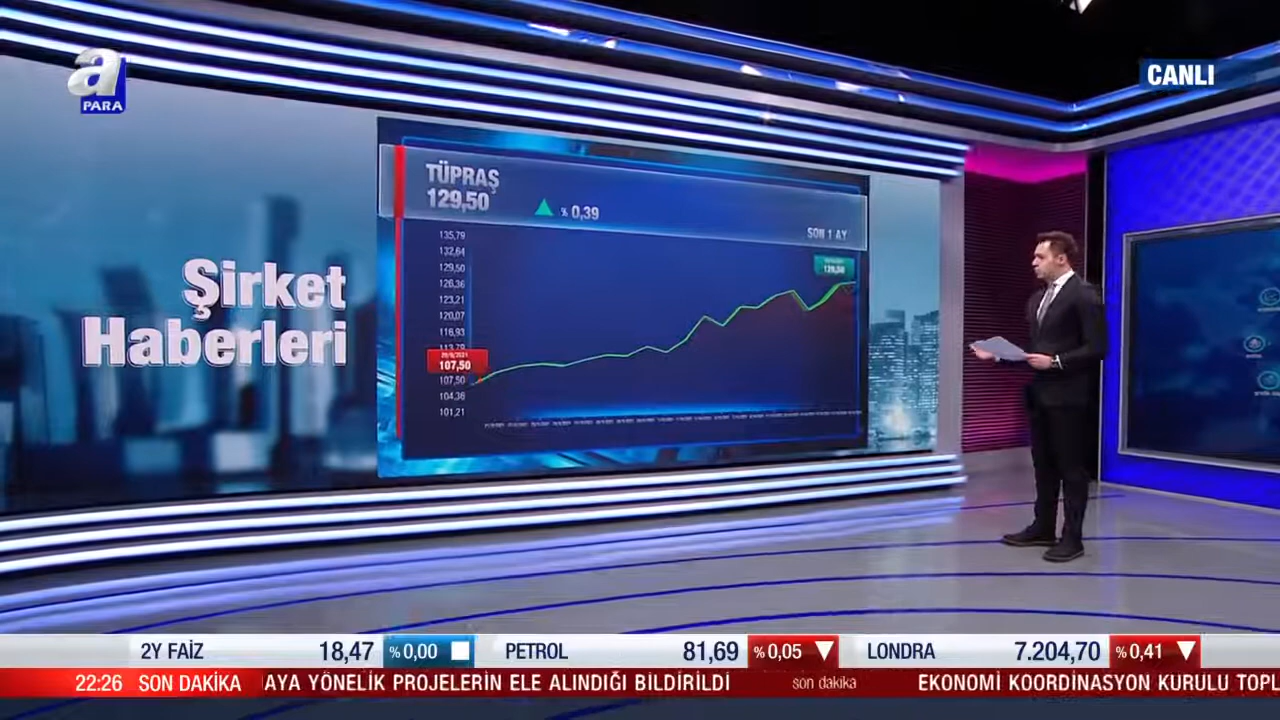 a
PARA
CANLI
TÜPRAŞ
129,50
% 0,39
SON 1 AY
135,79
132,64
129,50
126,36
123,21
120,07
116,93
113,79
107,50
107,50
104,36
101,21
129,50
Şirket
Haberleri
2Y FAİZ 18,47 %0,00 PETROL 81,69 %0,05 LONDRA 7.204,70 %0,41
22:26 SON DAKİKA AYA YÖNELİK PROJELERİN ELE ALINDIĞI BİLDİRİLDİ son dakika EKONOMİ KOORDİNASYON KURULU TOPL